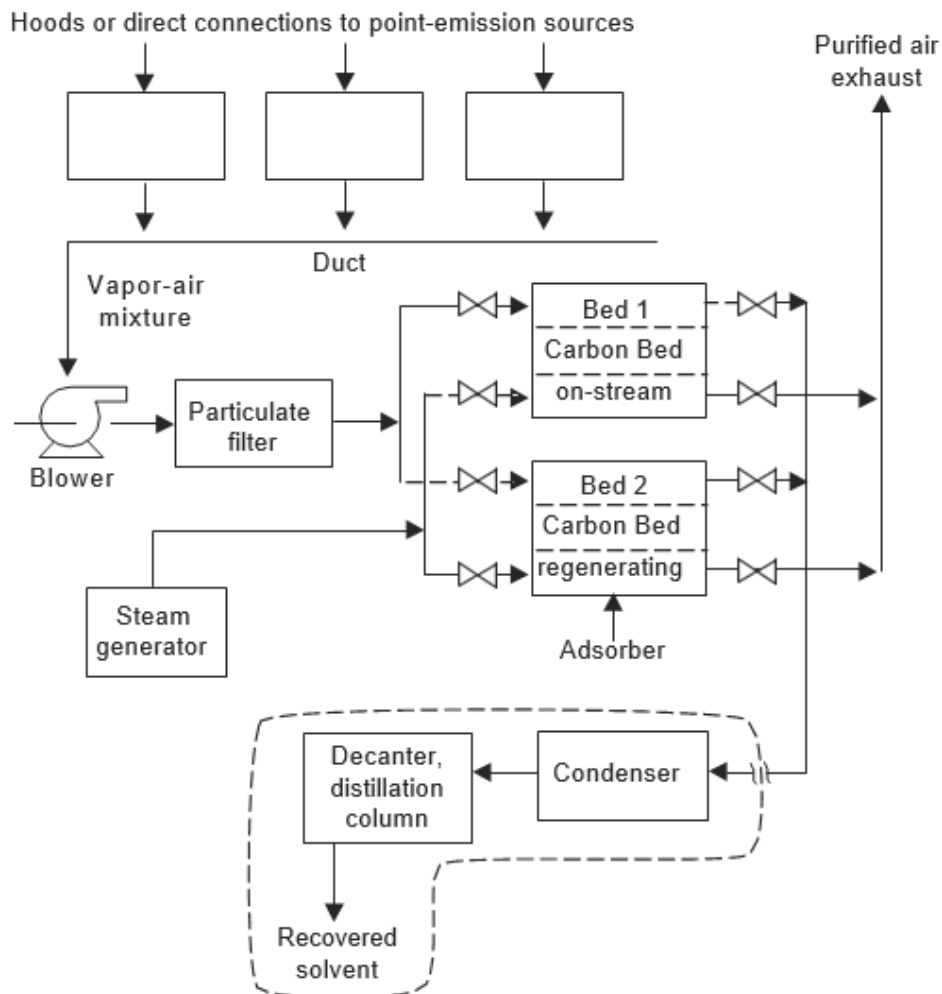 Hoods or direct connections to point-emission sources
Purified air
exhaust
Duct
Vapor-air
mixture
Bed 1
Carbon Bed
on-stream
Particulate
filter
Blower
Bed 2
Carbon Bed
regenerating
Steam
generator
Adsorber
Decanter,
distillation
column
Condenser
Recovered
solvent